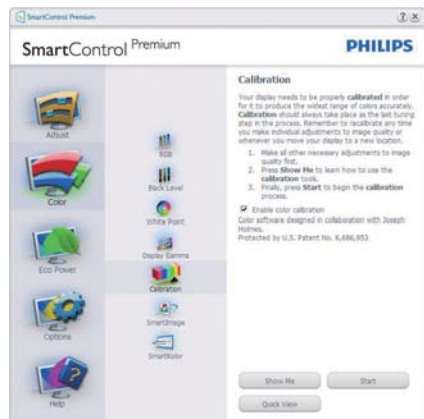 SmartControl Premium
SmartControl Premium
PHILIPS
Adjust
Color
Eco Power
Options
Help
RGB
Black Level
White Point
Display Gamma
Calibration
SmartImage
SmartKolor
Calibration
Your display needs to be properly calibrated in order
for it to produce the widest range of colors accurately.
Calibration should always take place as the last tuning
step in the process. Remember to recalibrate any time
you make individual adjustments to image quality or
whenever you move your display to a new location.
1. Make all other necessary adjustments to image
quality first.
2. Press Show Me to learn how to use the
calibration tools.
3. Finally, press Start to begin the calibration
process.
Enable color calibration
Color software designed in collaboration with Joseph
Holmes.
Protected by U.S. Patent No. 6,686,953
Show Me
Start
Quick View